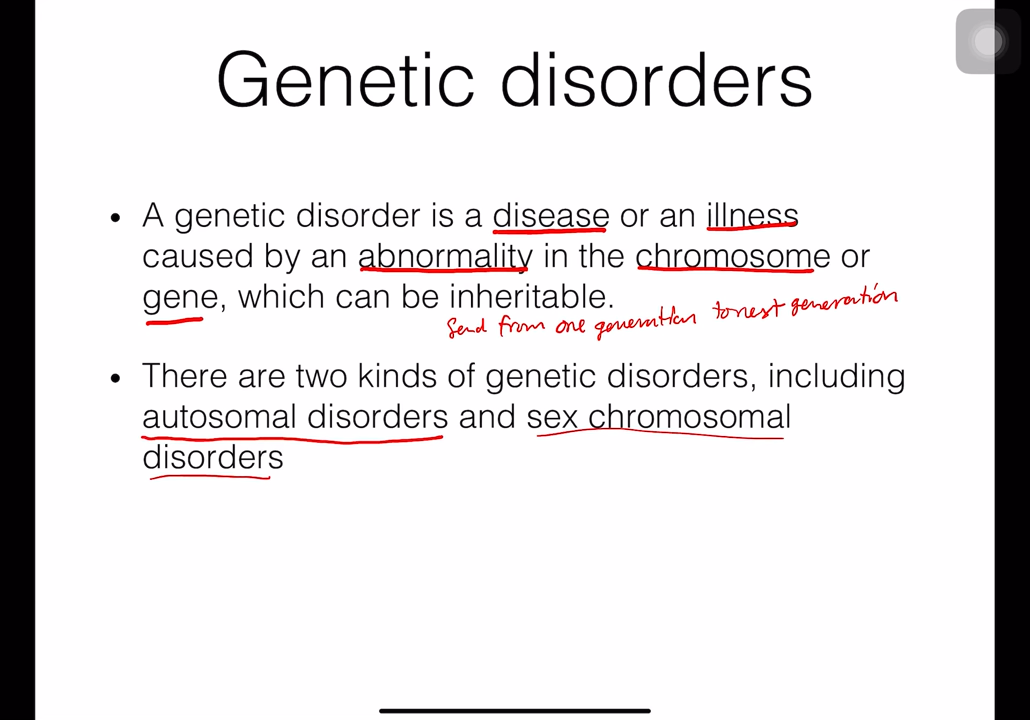 Genetic disorders
• A genetic disorder is a disease or an illness
caused by an abnormality in the chromosome or
gene, which can be inheritable.
Send from one generation to nest generation
• There are two kinds of genetic disorders, including
autosomal disorders and sex chromosomal
disorders